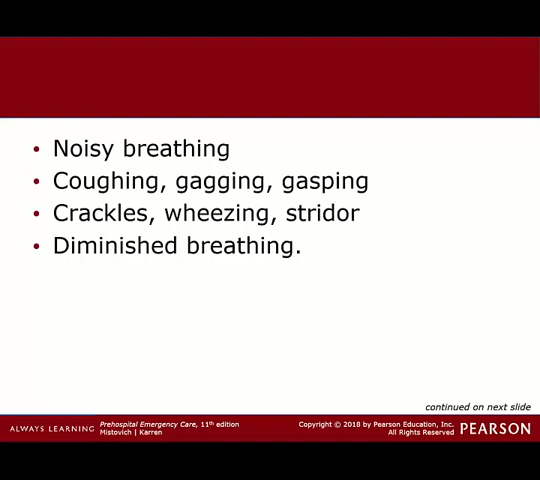 • Noisy breathing
• Coughing, gagging, gasping
• Crackles, wheezing, stridor
• Diminished breathing.
continued on next slide
ALWAYS LEARNING
Prehospital Emergency Care, 11th edition
Mistovich | Karren
Copyright © 2018 by Pearson Education, Inc.
All Rights Reserved
PEARSON